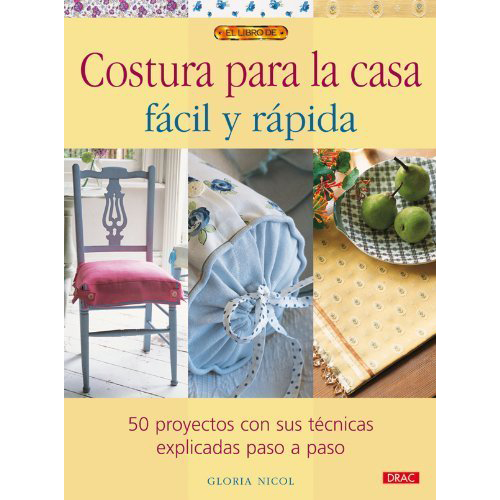 EL LIBRO DE
Costura para la casa
fácil y rápida
50 proyectos con sus técnicas
explicadas paso a paso
GLORIA NICOL
DRAC